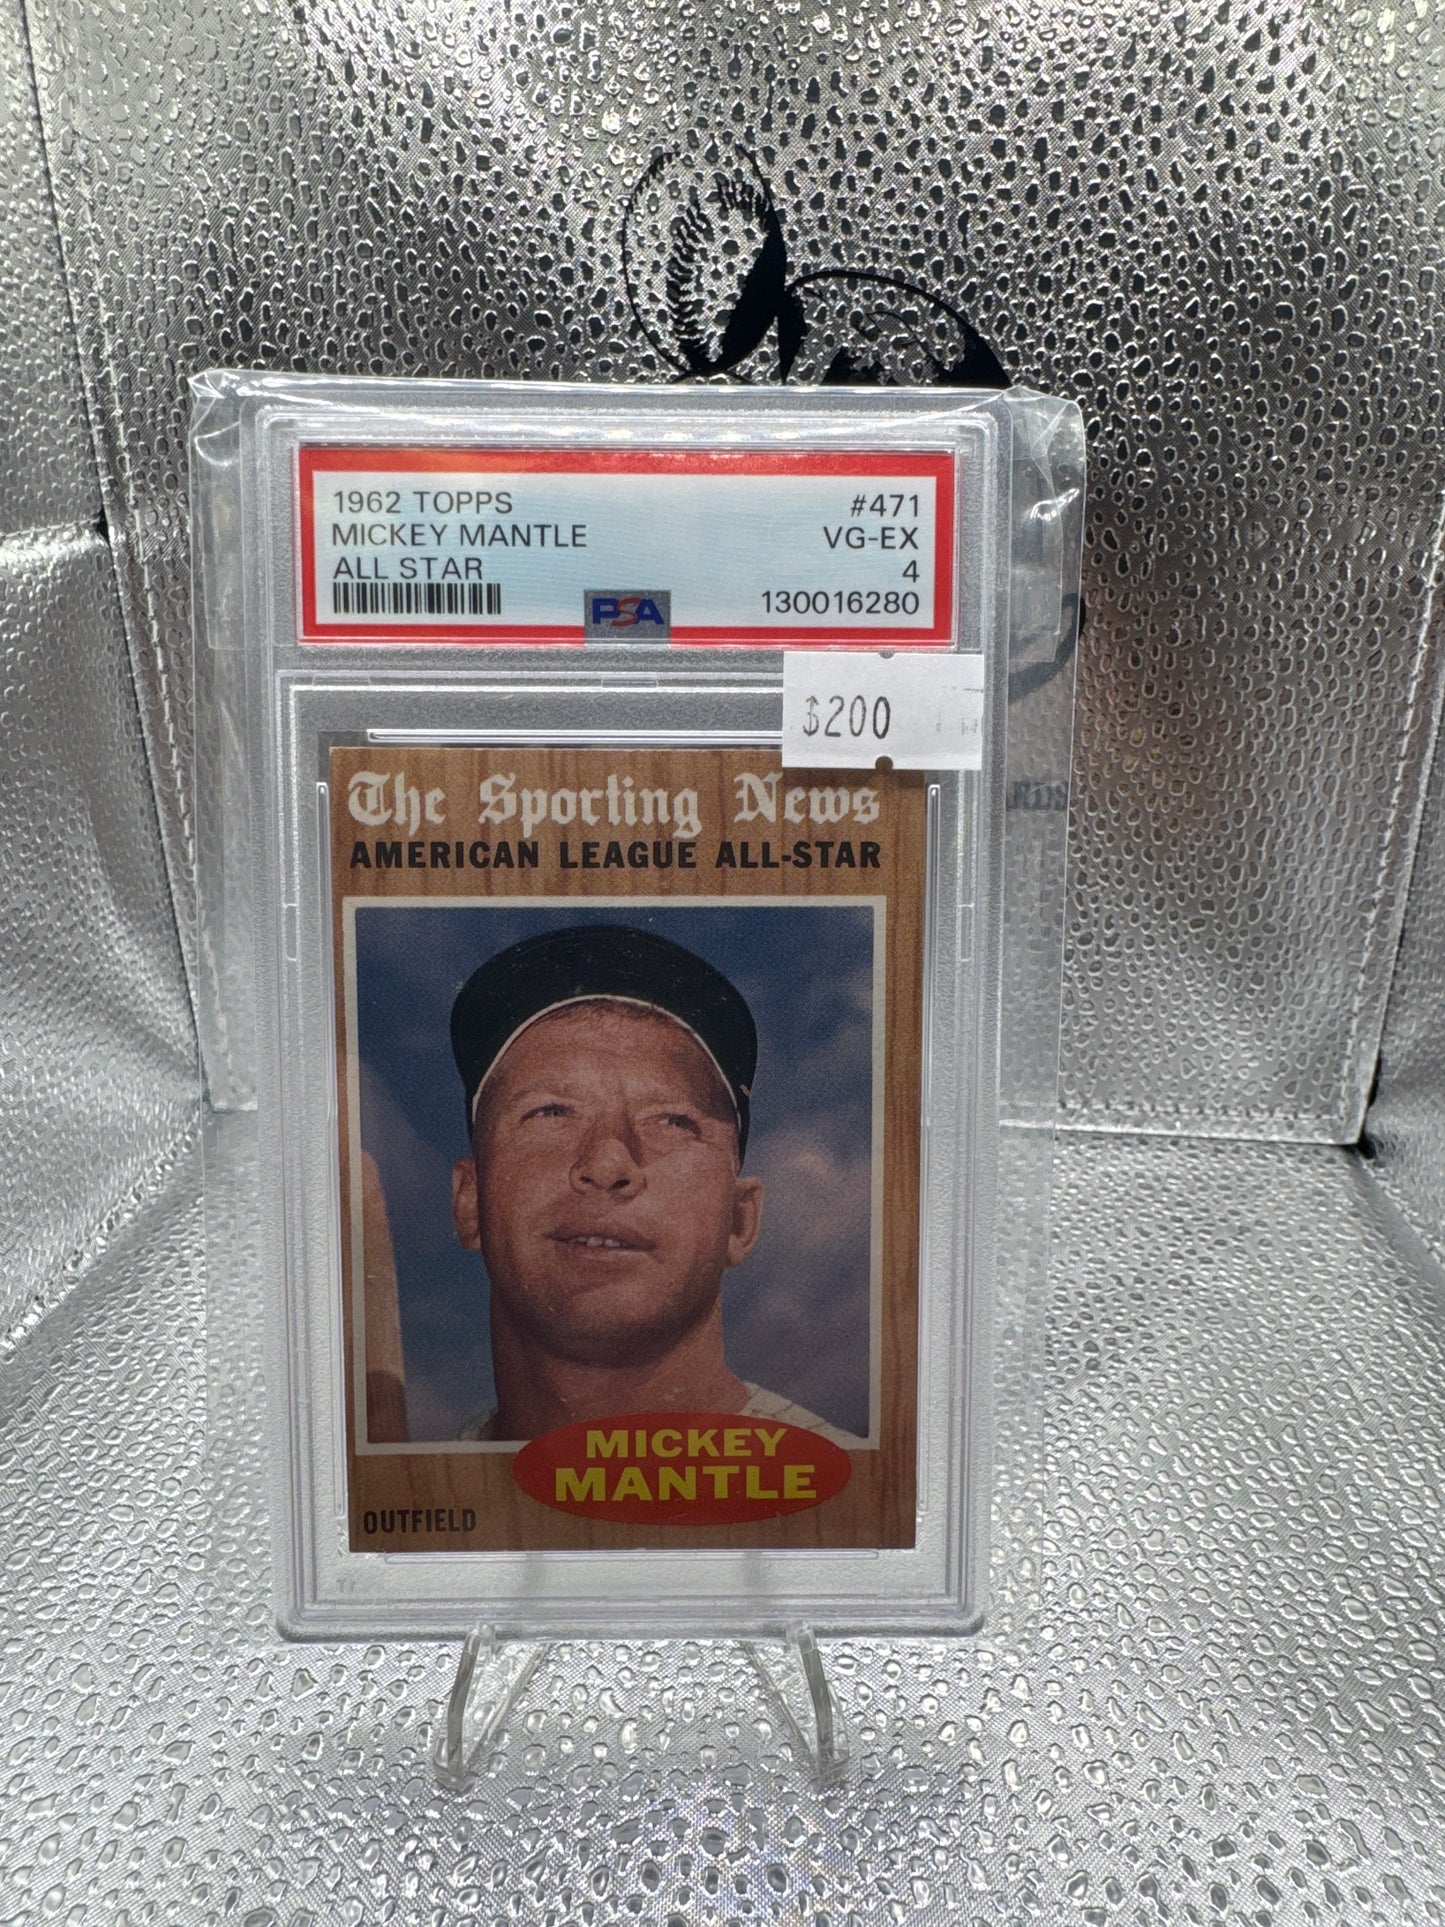 1962 TOPPS #471
MICKEY MANTLE VG-EX
ALL STAR 4
PSA 130016280
$200
RDS
The Sporting News
AMERICAN LEAGUE ALL-STAR
MICKEY
MANTLE
OUTFIELD